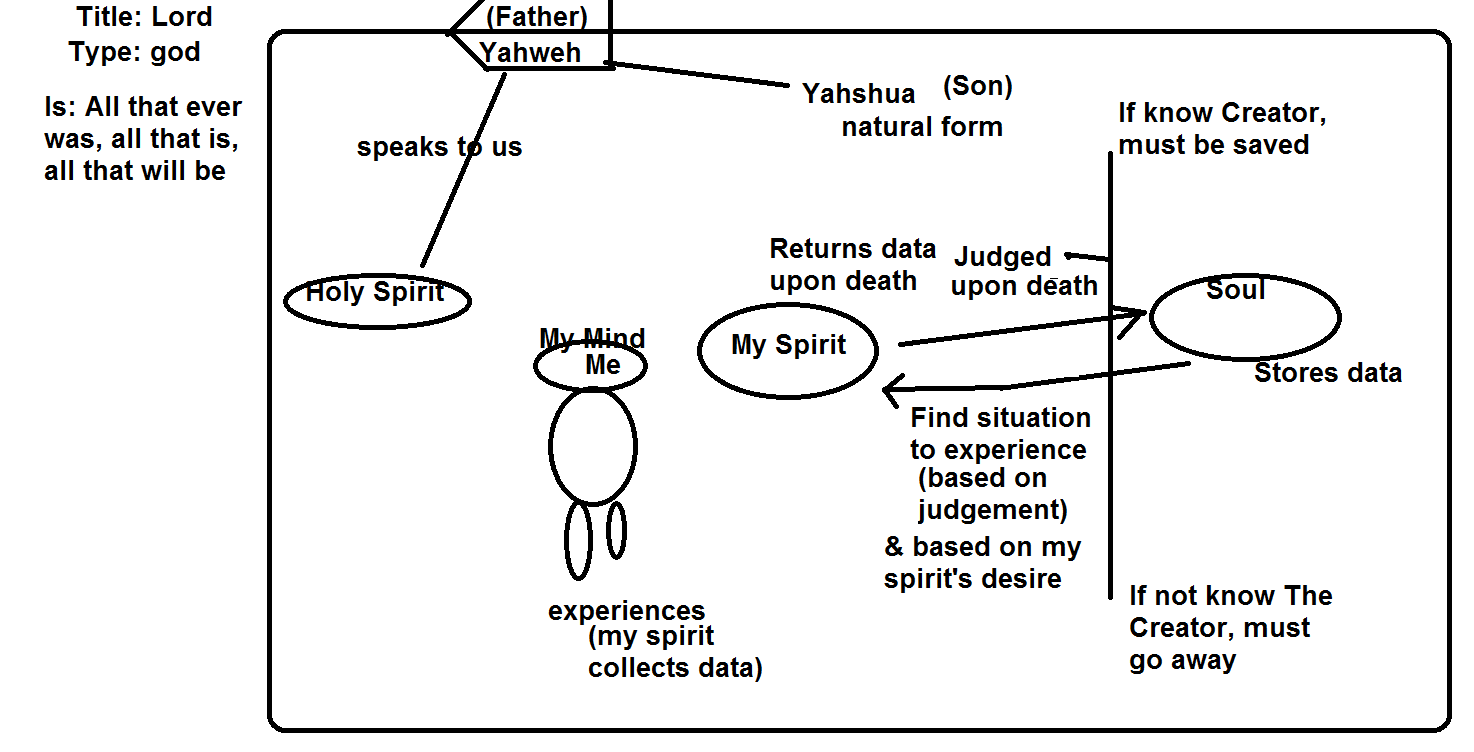 Title: Lord
Type: god
Is: All that ever
was, all that is,
all that will be
(Father)
Yahweh
speaks to us
Yahshua (Son)
natural form
If know Creator,
must be saved
Holy Spirit
My Mind
Me
Returns data
upon death
Judged
upon death
My Spirit
Soul
Stores data
Find situation
to experience
(based on
judgement)
& based on my
spirit's desire
experiences
(my spirit
collects data)
If not know The
Creator, must
go away